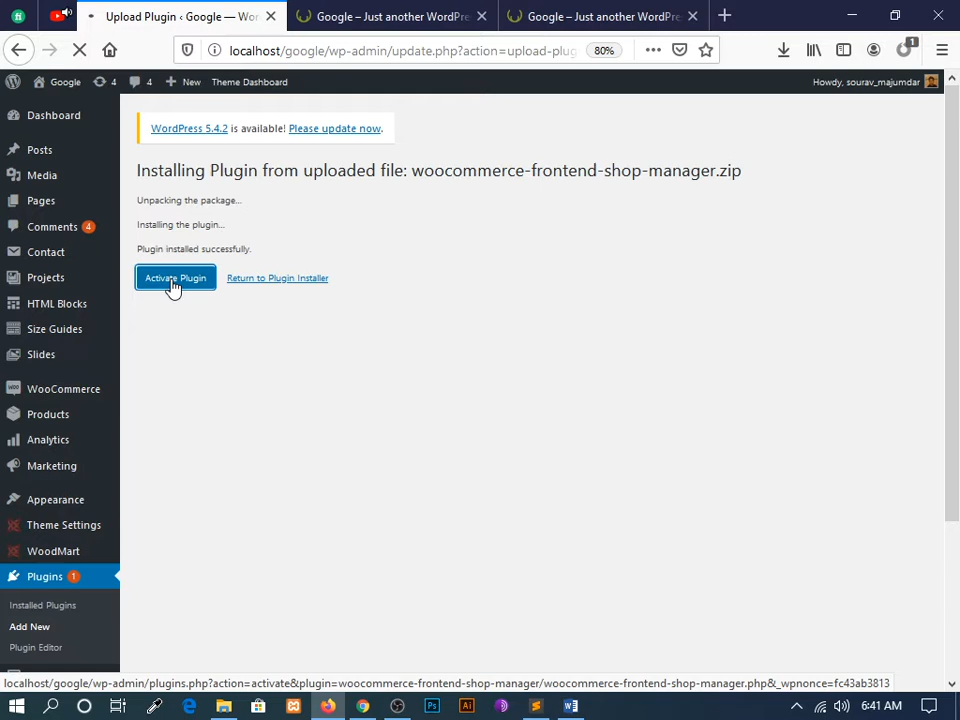 Upload Plugin ‹ Google — Wor
Google – Just another WordPre
Google – Just another WordPre
localhost/google/wp-admin/update.php?action=upload-plug
80%
1
Google
4
4
New
Theme Dashboard
Howdy, sourav_majumdar
Dashboard
Posts
Media
Pages
Comments 4
Contact
Projects
HTML Blocks
Size Guides
Slides
WooCommerce
Products
Analytics
Marketing
Appearance
Theme Settings
WoodMart
Plugins 1
Installed Plugins
Add New
Plugin Editor
WordPress 5.4.2 is available! Please update now.
Installing Plugin from uploaded file: woocommerce-frontend-shop-manager.zip
Unpacking the package...
Installing the plugin...
Plugin installed successfully.
Activate Plugin
Return to Plugin Installer
localhost/google/wp-admin/plugins.php?action=activate&plugin=woocommerce-frontend-shop-manager/woocommerce-frontend-shop-manager.php&_wpnonce=fc43ab3813
6:41 AM